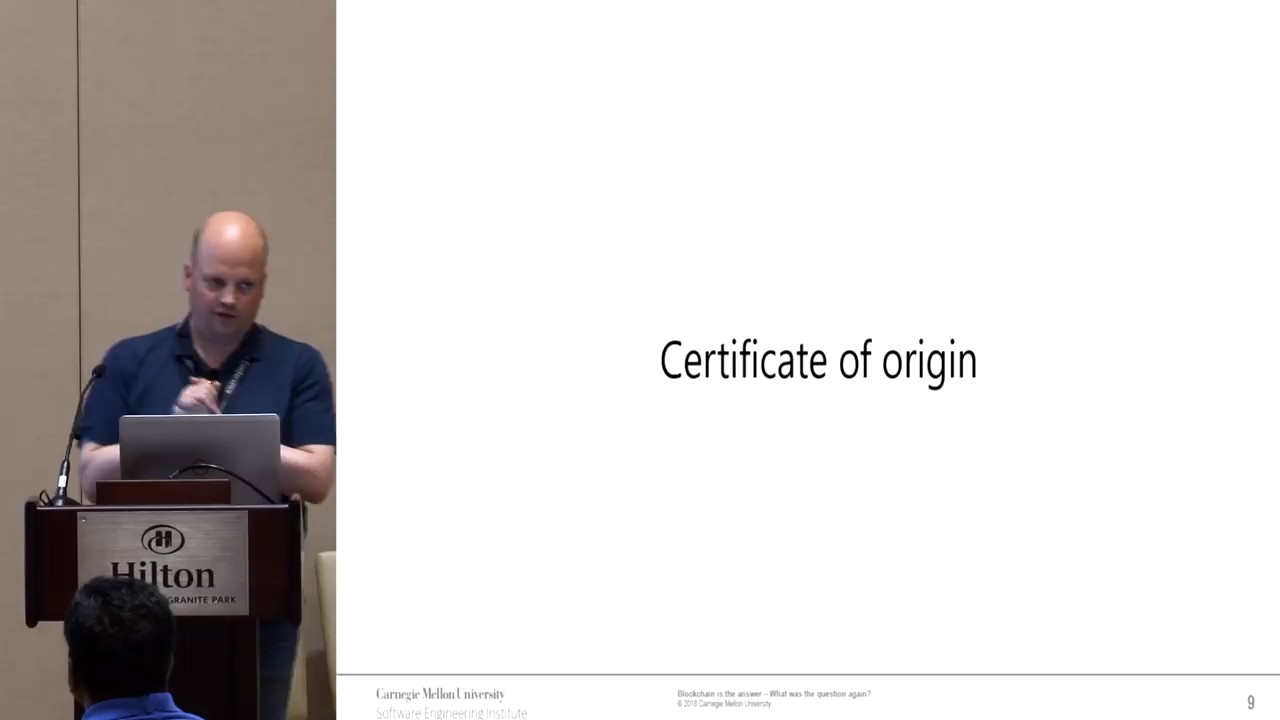 Certificate of origin
Hilton
GRANITE PARK
Carnegie Mellon University
Software Engineering Institute
Blockchain is the answer – What was the question again?
© 2018 Carnegie Mellon University
9